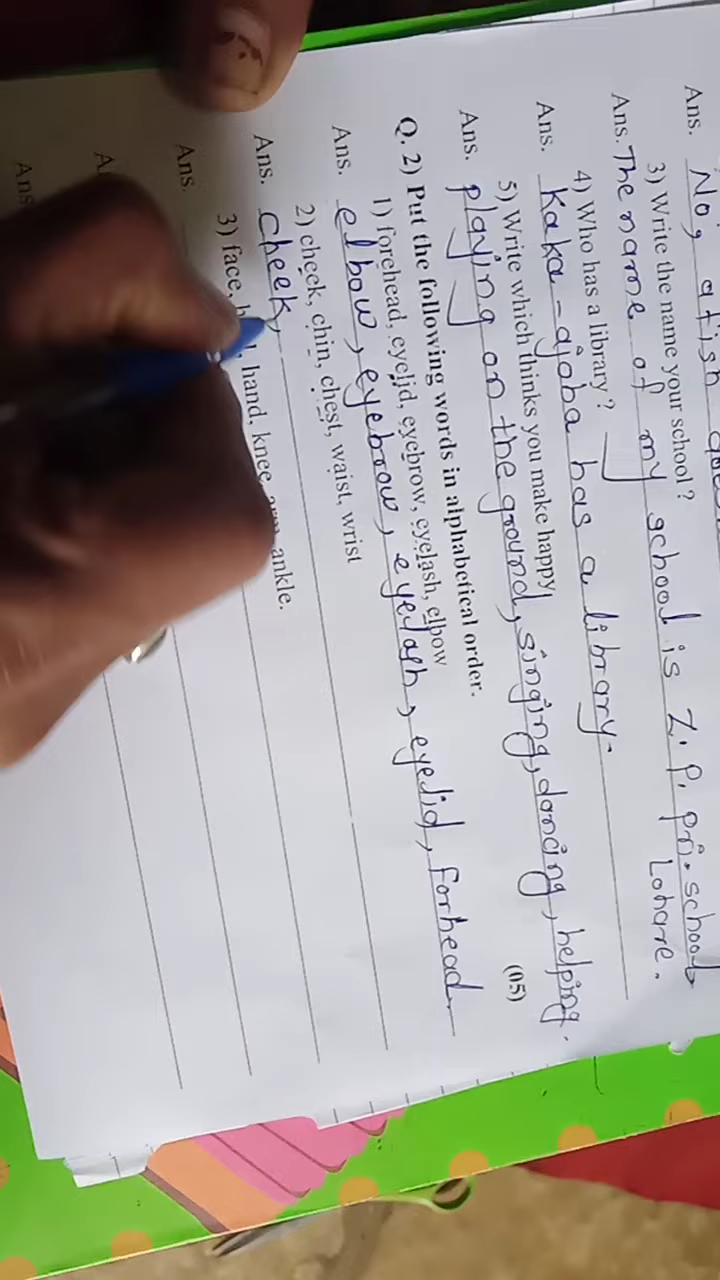 Ans. No, a fish
3) Write the name your school?
Ans. The name of my school is Z.P. pri. school
Lohare.
4) Who has a library?
Ans. Kaka-ajoba has a library.
5) Write which thinks you make happy
Ans. playing on the ground, singing, dancing, helping.
Q. 2) Put the following words in alphabetical order. (05)
1) forehead, eyelid, eyebrow, eyelash, elbow
Ans. elbow, eyebrow, eyelash, eyelid, forhead.
2) cheek, chin, chest, waist, wrist
Ans. cheek,
3) face, hand, knee, ankle.
Ans.
Ans